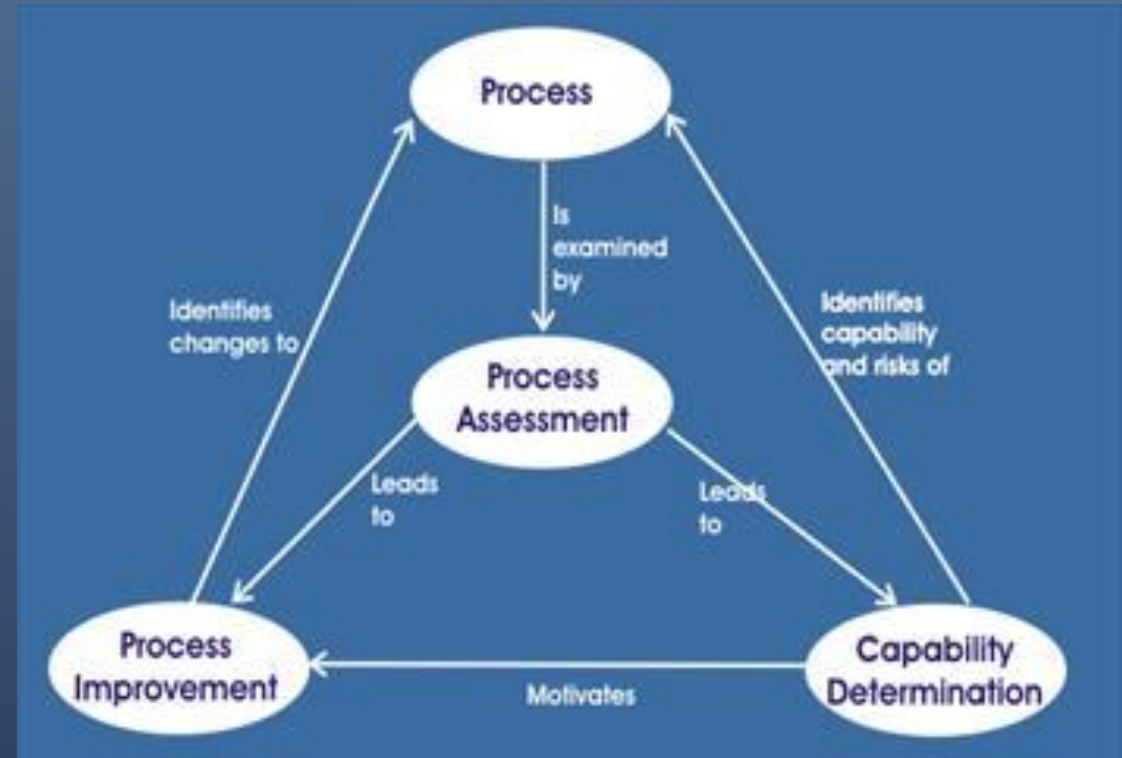 Process
Is
examined
by
Identifies
changes to
Identifies
capability
and risks of
Process
Assessment
Leads
to
Leads
to
Process
Improvement
Motivates
Capability
Determination